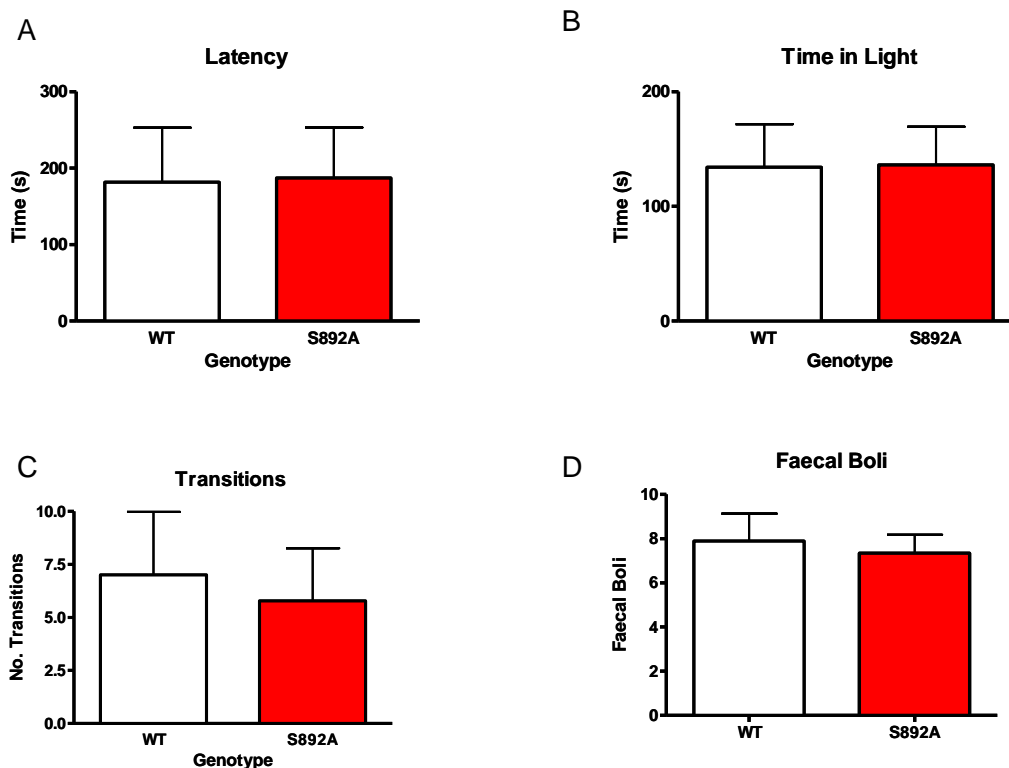 A
Latency
300
200
100
0
Time (s)
WT S892A
Genotype
B
Time in Light
200
100
0
Time (s)
WT S892A
Genotype
C
Transitions
10.0
7.5
5.0
2.5
0.0
No. Transitions
WT S892A
Genotype
D
Faecal Boli
10
8
6
4
2
0
Faecal Boli
WT S892A